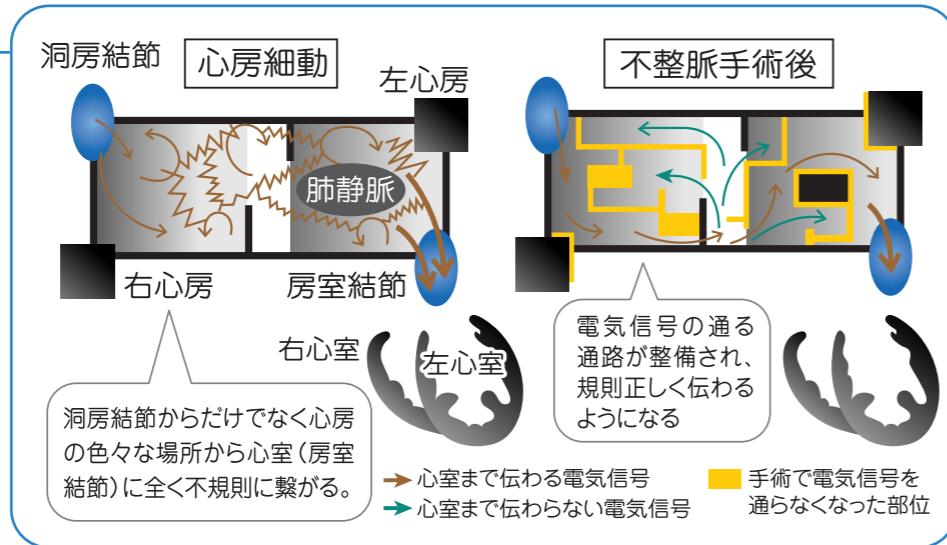 心房細動
洞房結節
左心房
肺静脈
右心房
房室結節
右心室
左心室
洞房結節からだけでなく心房
の色々な場所から心室（房室
結節）に全く不規則に繋がる。
不整脈手術後
電気信号の通る
通路が整備され、
規則正しく伝わる
ようになる
心室まで伝わる電気信号
心室まで伝わらない電気信号
手術で電気信号を
通らなくなった部位